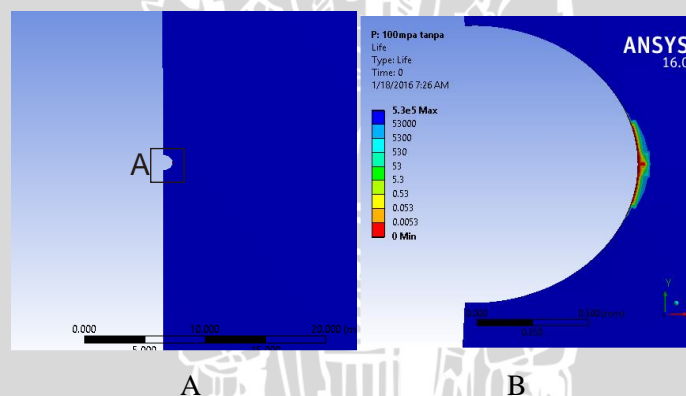 A
0.000
10.000
20.000 (m
5.000
P: 100mpa tanpa
Life
Type: Life
Time: 0
1/18/2016 7:26 AM
5.3e5 Max
53000
5300
530
53
5.3
0.53
0.053
0.0053
0 Min
ANSYS
16.0
Y
0.000
A
B